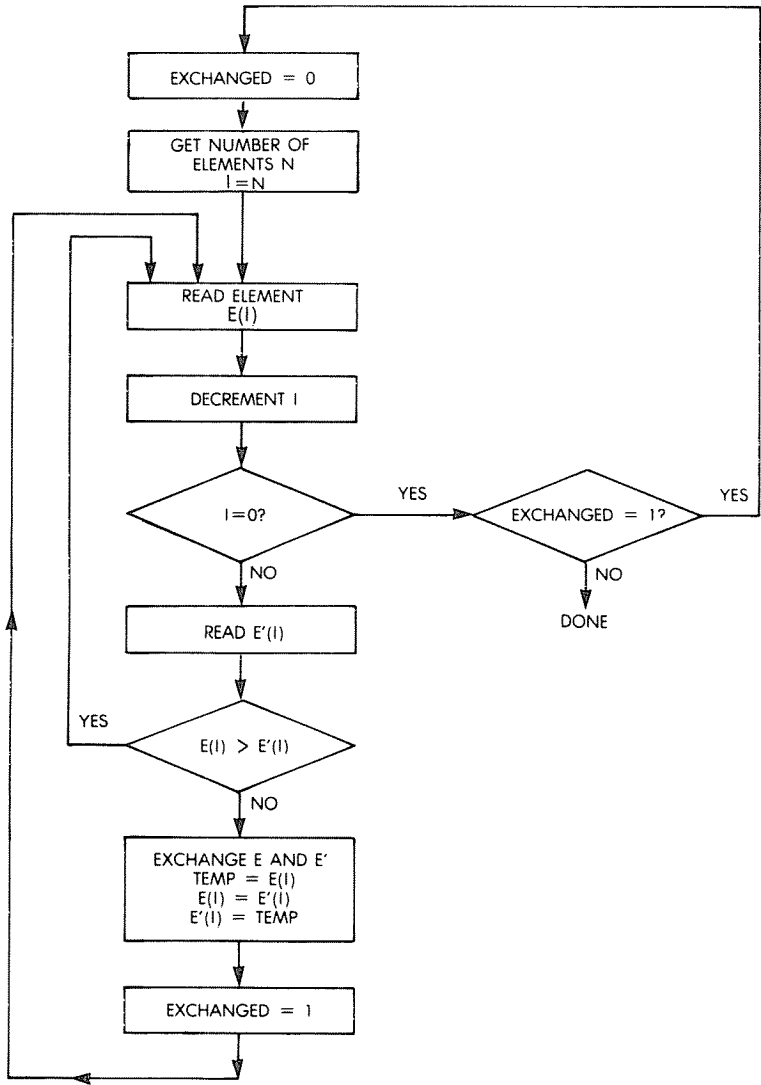 EXCHANGED = 0
GET NUMBER OF
ELEMENTS N
I=N
READ ELEMENT
E(I)
DECREMENT I
I=0?
YES
EXCHANGED = 1?
YES
NO
NO
DONE
READ E'(I)
YES
E(I) > E'(I)
NO
EXCHANGE E AND E'
TEMP = E(I)
E(I) = E'(I)
E'(I) = TEMP
EXCHANGED = 1